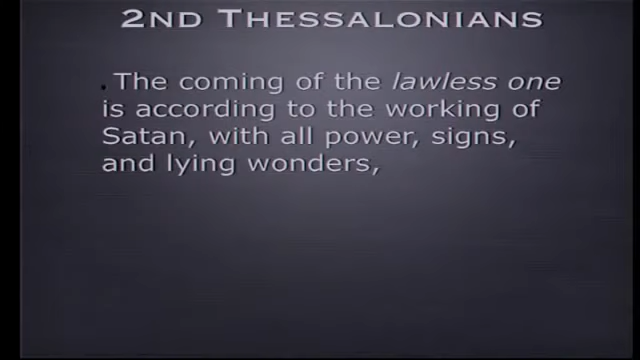 2ND THESSALONIANS
. The coming of the lawless one
is according to the working of
Satan, with all power, signs,
and lying wonders,